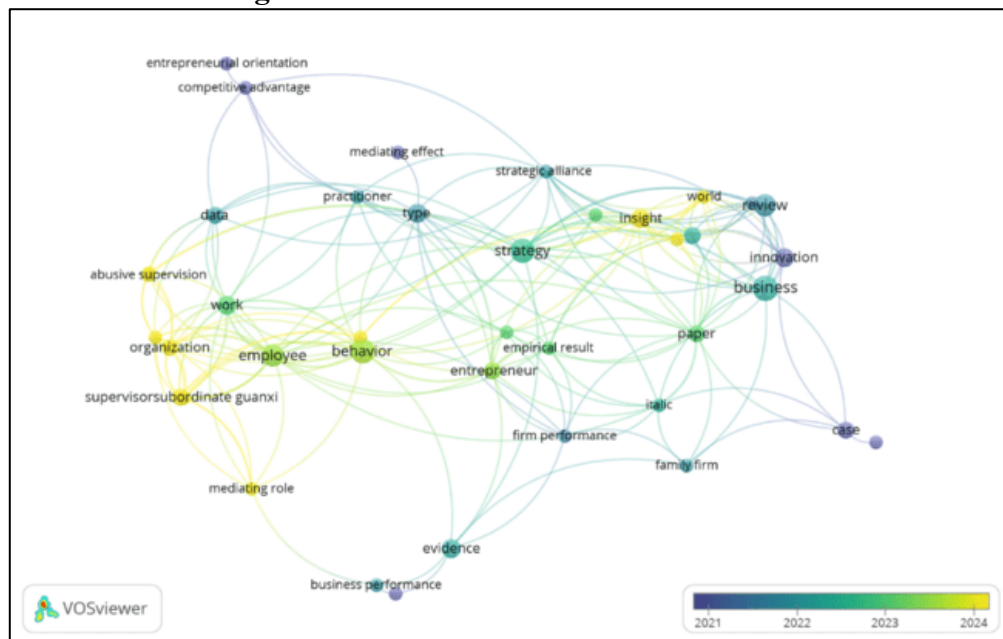 entrepreneurial orientation
competitive advantage
mediating effect
strategic alliance
practitioner
world
data
type
insight
review
strategy
innovation
abusive supervision
business
work
paper
organization
employee
behavior
empirical result
entrepreneur
supervisorsubordinate guanxi
italic
firm performance
case
family firm
mediating role
evidence
business performance
VOSviewer
2021 2022 2023 2024